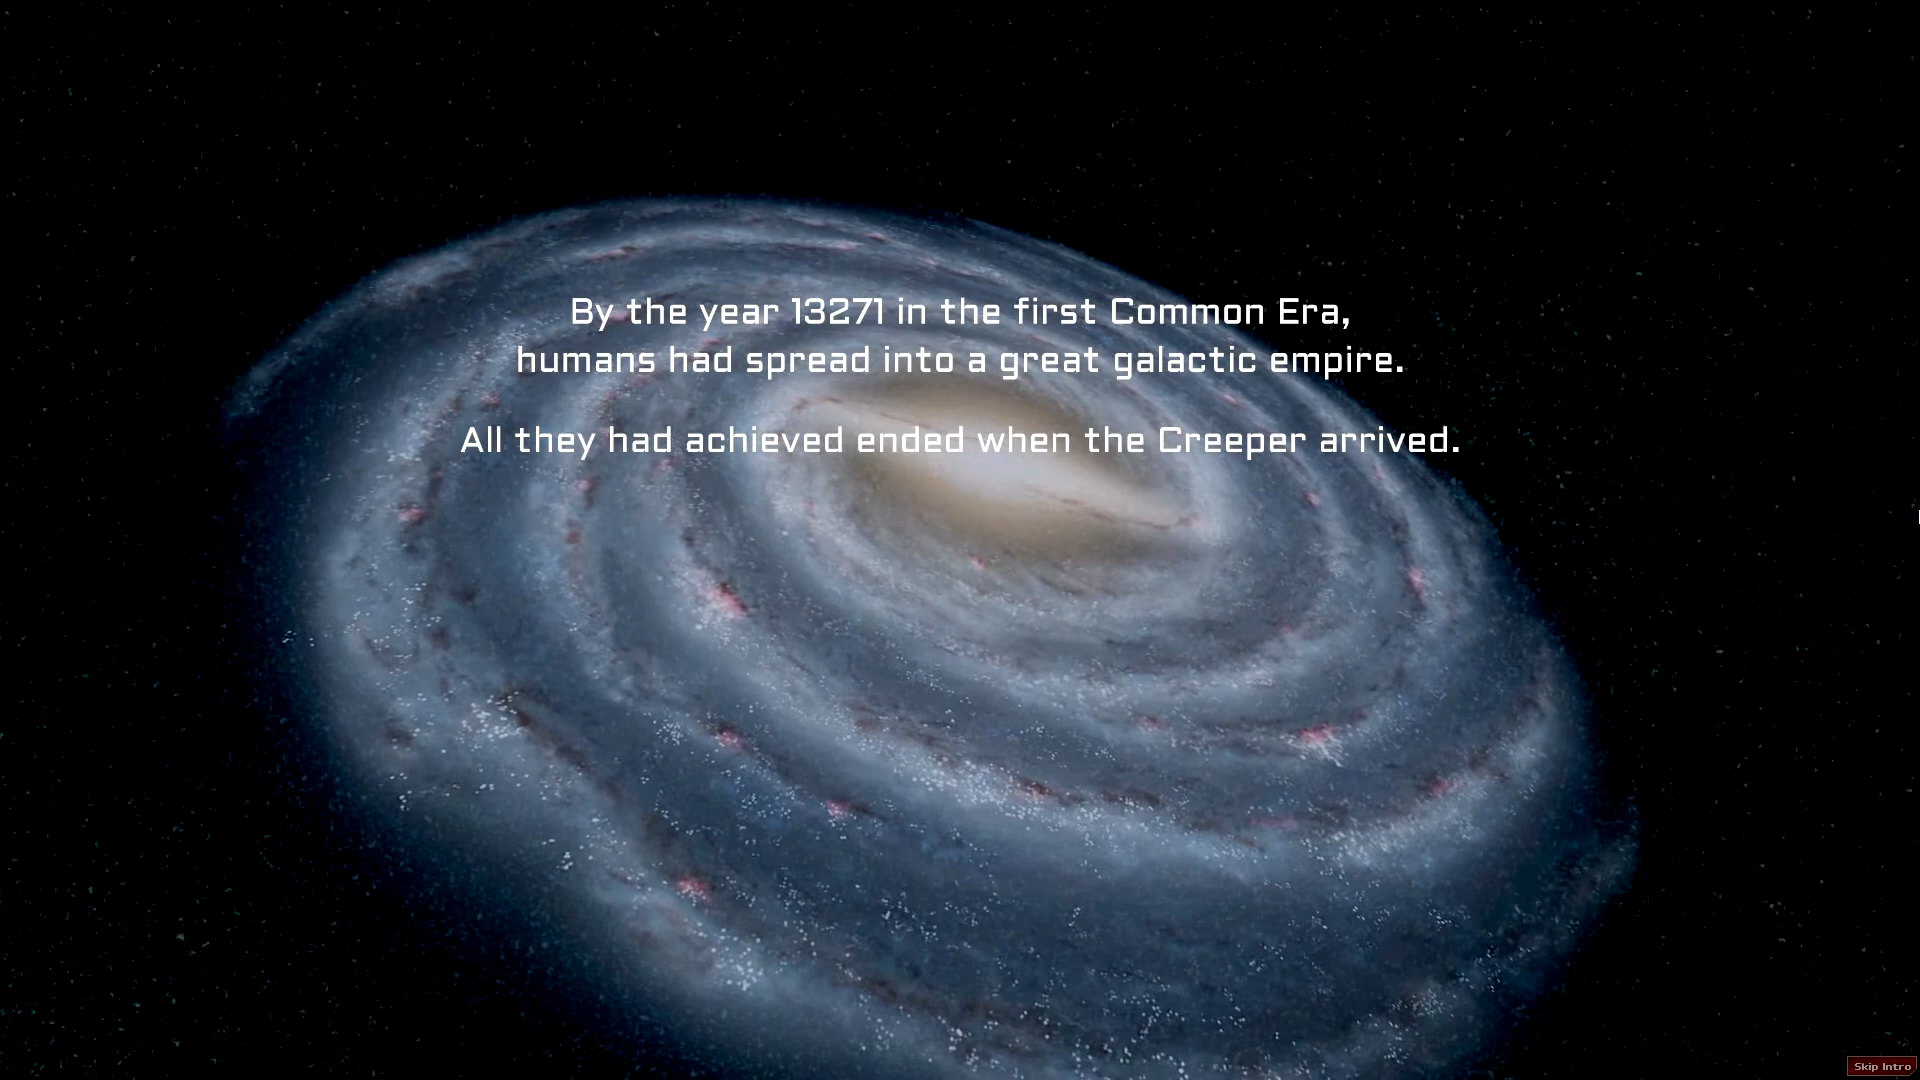 By the year 13271 in the first Common Era,
humans had spread into a great galactic empire.
All they had achieved ended when the Creeper arrived.
Skip Intro